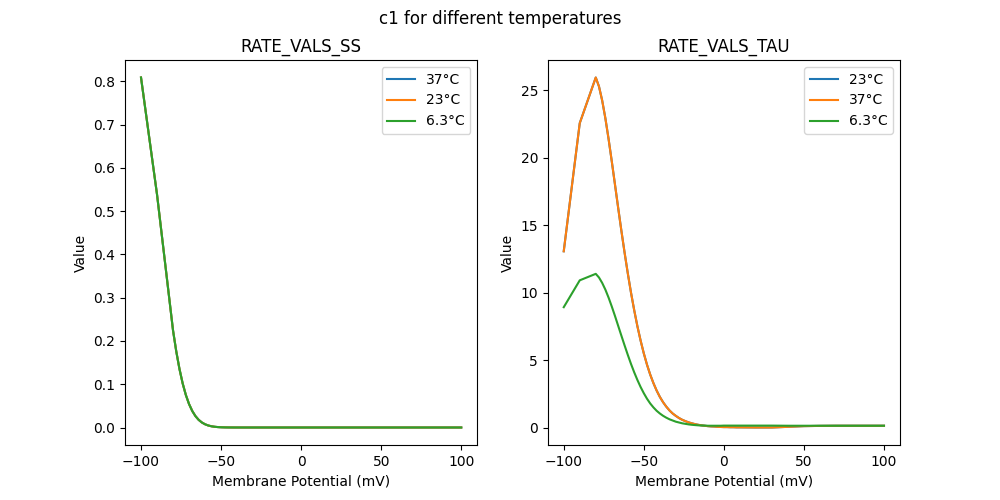 c1 for different temperatures
RATE_VALS_SS
RATE_VALS_TAU
37°C
23°C
6.3°C
23°C
37°C
6.3°C
Value
0.8
0.7
0.6
0.5
0.4
0.3
0.2
0.1
0.0
−100
−50
0
50
100
Membrane Potential (mV)
Value
25
20
15
10
5
0
−100
−50
0
50
100
Membrane Potential (mV)